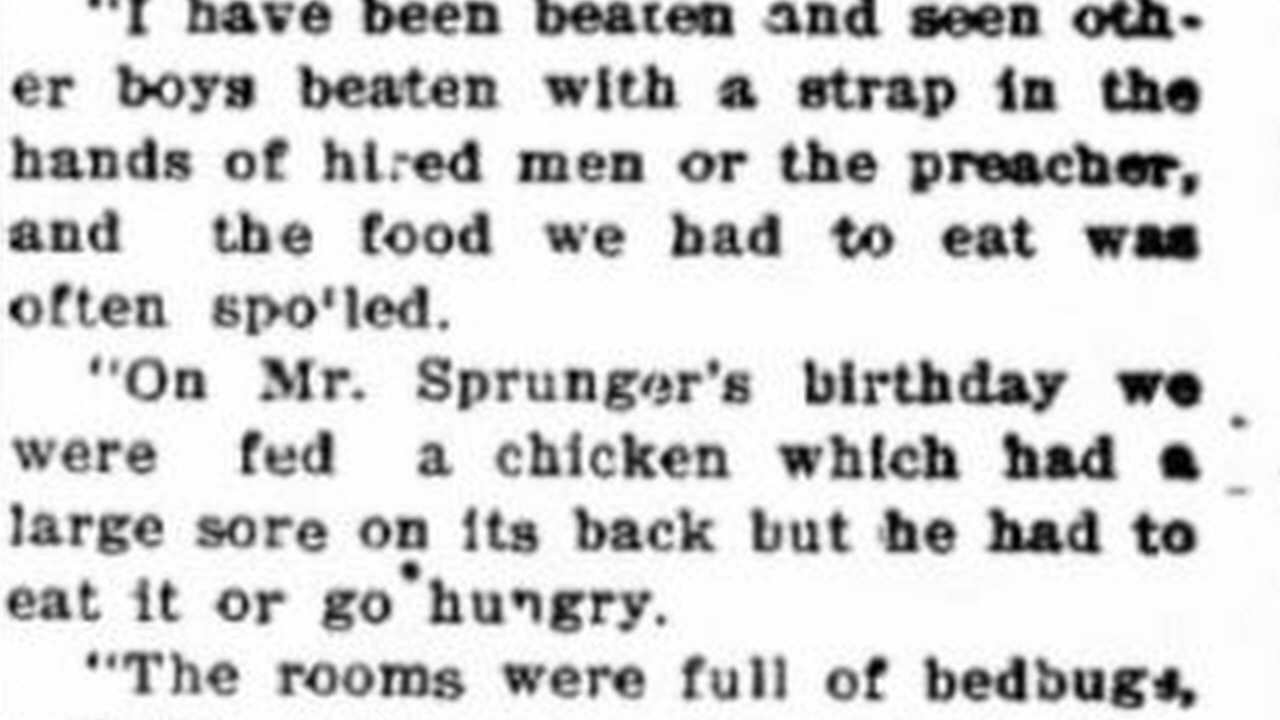 "I have been beaten and seen oth-
er boys beaten with a strap in the
hands of hired men or the preacher,
and the food we had to eat was
often spoiled.
"On Mr. Sprunger's birthday we
were fed a chicken which had a
large sore on its back but he had to
eat it or go hungry.
"The rooms were full of bedbugs,